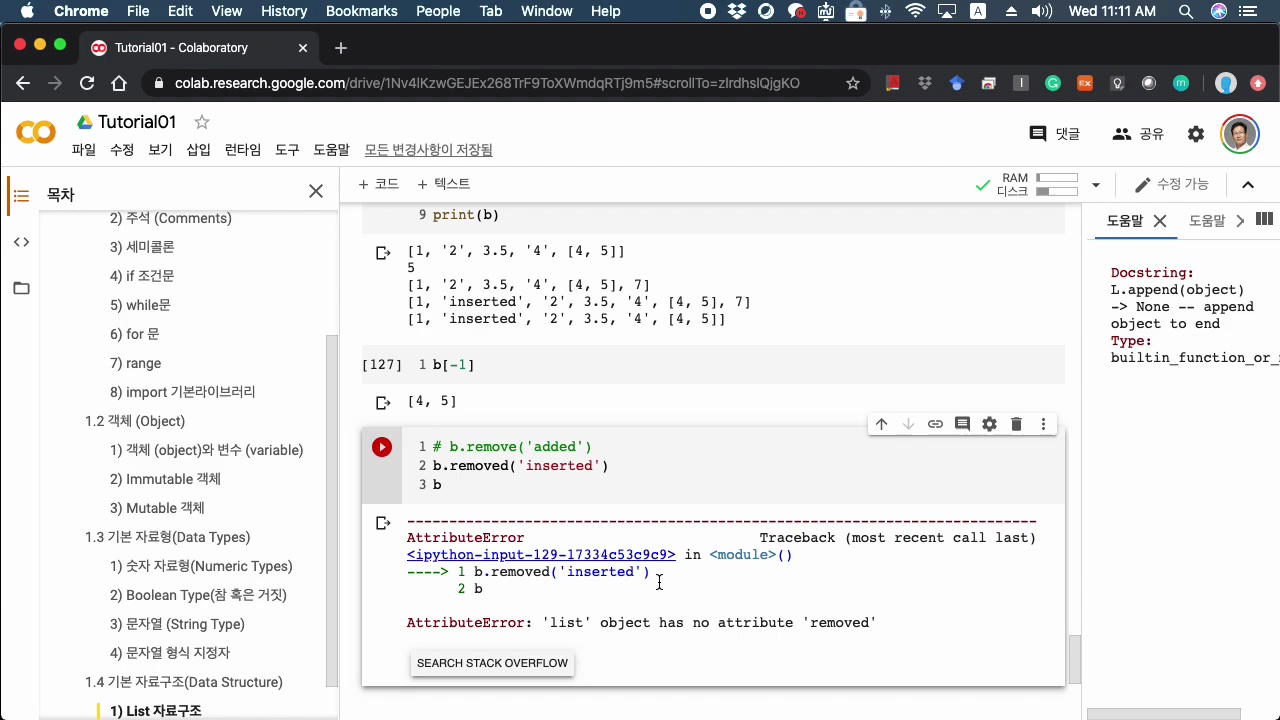 Chrome File Edit View History Bookmarks People Tab Window Help Wed 11:11 AM
Tutorial01 - Colaboratory
colab.research.google.com/drive/1Nv4lKzwGEJEx268TrF9ToXWmdqRTj9m5#scrollTo=zlrdhsIQjgKO
Tutorial01
댓글 공유
파일 수정 보기 삽입 런타임 도구 도움말 모든 변경사항이 저장됨
목차
+ 코드 + 텍스트
RAM
디스크
수정 가능
2) 주석 (Comments)
3) 세미콜론
4) if 조건문
5) while문
6) for 문
7) range
8) import 기본라이브러리
1.2 객체 (Object)
1) 객체 (object)와 변수 (variable)
2) Immutable 객체
3) Mutable 객체
1.3 기본 자료형(Data Types)
1) 숫자 자료형(Numeric Types)
2) Boolean Type(참 혹은 거짓)
3) 문자열 (String Type)
4) 문자열 형식 지정자
1.4 기본 자료구조(Data Structure)
1) List 자료구조
9 print(b)
[1, '2', 3.5, '4', [4, 5]]
5
[1, '2', 3.5, '4', [4, 5], 7]
[1, 'inserted', '2', 3.5, '4', [4, 5], 7]
[1, 'inserted', '2', 3.5, '4', [4, 5]]
[127] 1 b[-1]
[4, 5]
1 # b.remove('added')
2 b.removed('inserted')
3 b
---------------------------------------------------------------------------
AttributeError Traceback (most recent call last)
<ipython-input-129-17334c53c9c9> in <module>()
----> 1 b.removed('inserted')
2 b
AttributeError: 'list' object has no attribute 'removed'
SEARCH STACK OVERFLOW
도움말 도움말
Docstring:
L.append(object)
-> None -- append
object to end
Type:
builtin_function_or_